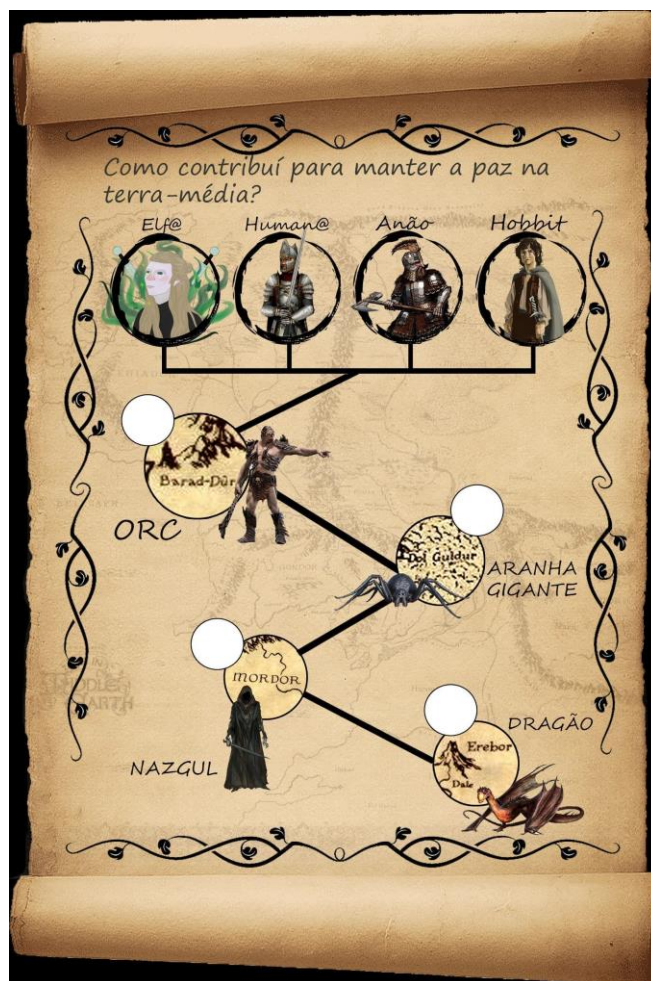 Como contribuí para manter a paz na
terra-média?
Elf@ Human@ Anão Hobbit
Barad-Dûr
ORC
Dol Guldur
ARANHA
GIGANTE
MORDOR
NAZGUL
DRAGÃO
Erebor
Dale